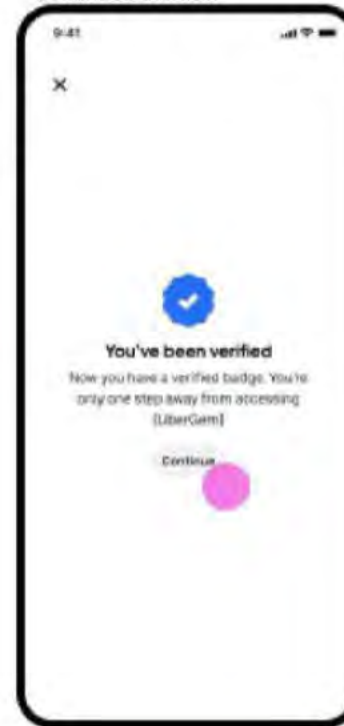 9:41
You've been verified
Now you have a verified badge. You're
only one step away from accessing
[UberGem]
Continue